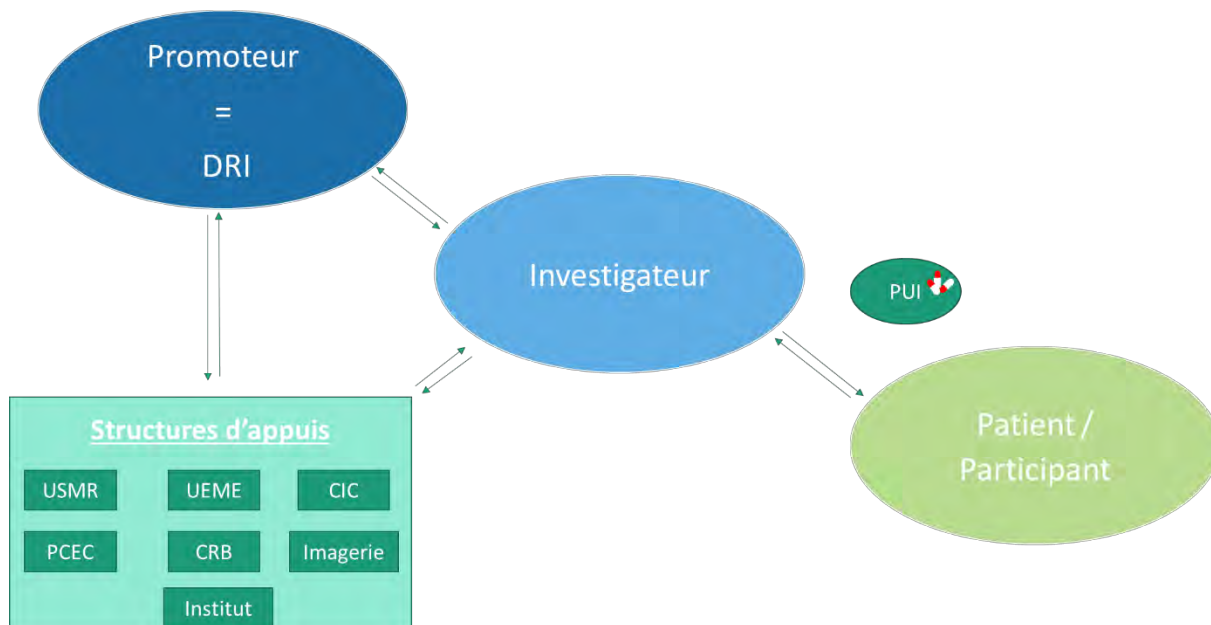 Promoteur
=
DRI
Investigateur
PUI
Patient /
Participant
Structures d'appuis
USMR
UEME
CIC
PCEC
CRB
Imagerie
Institut